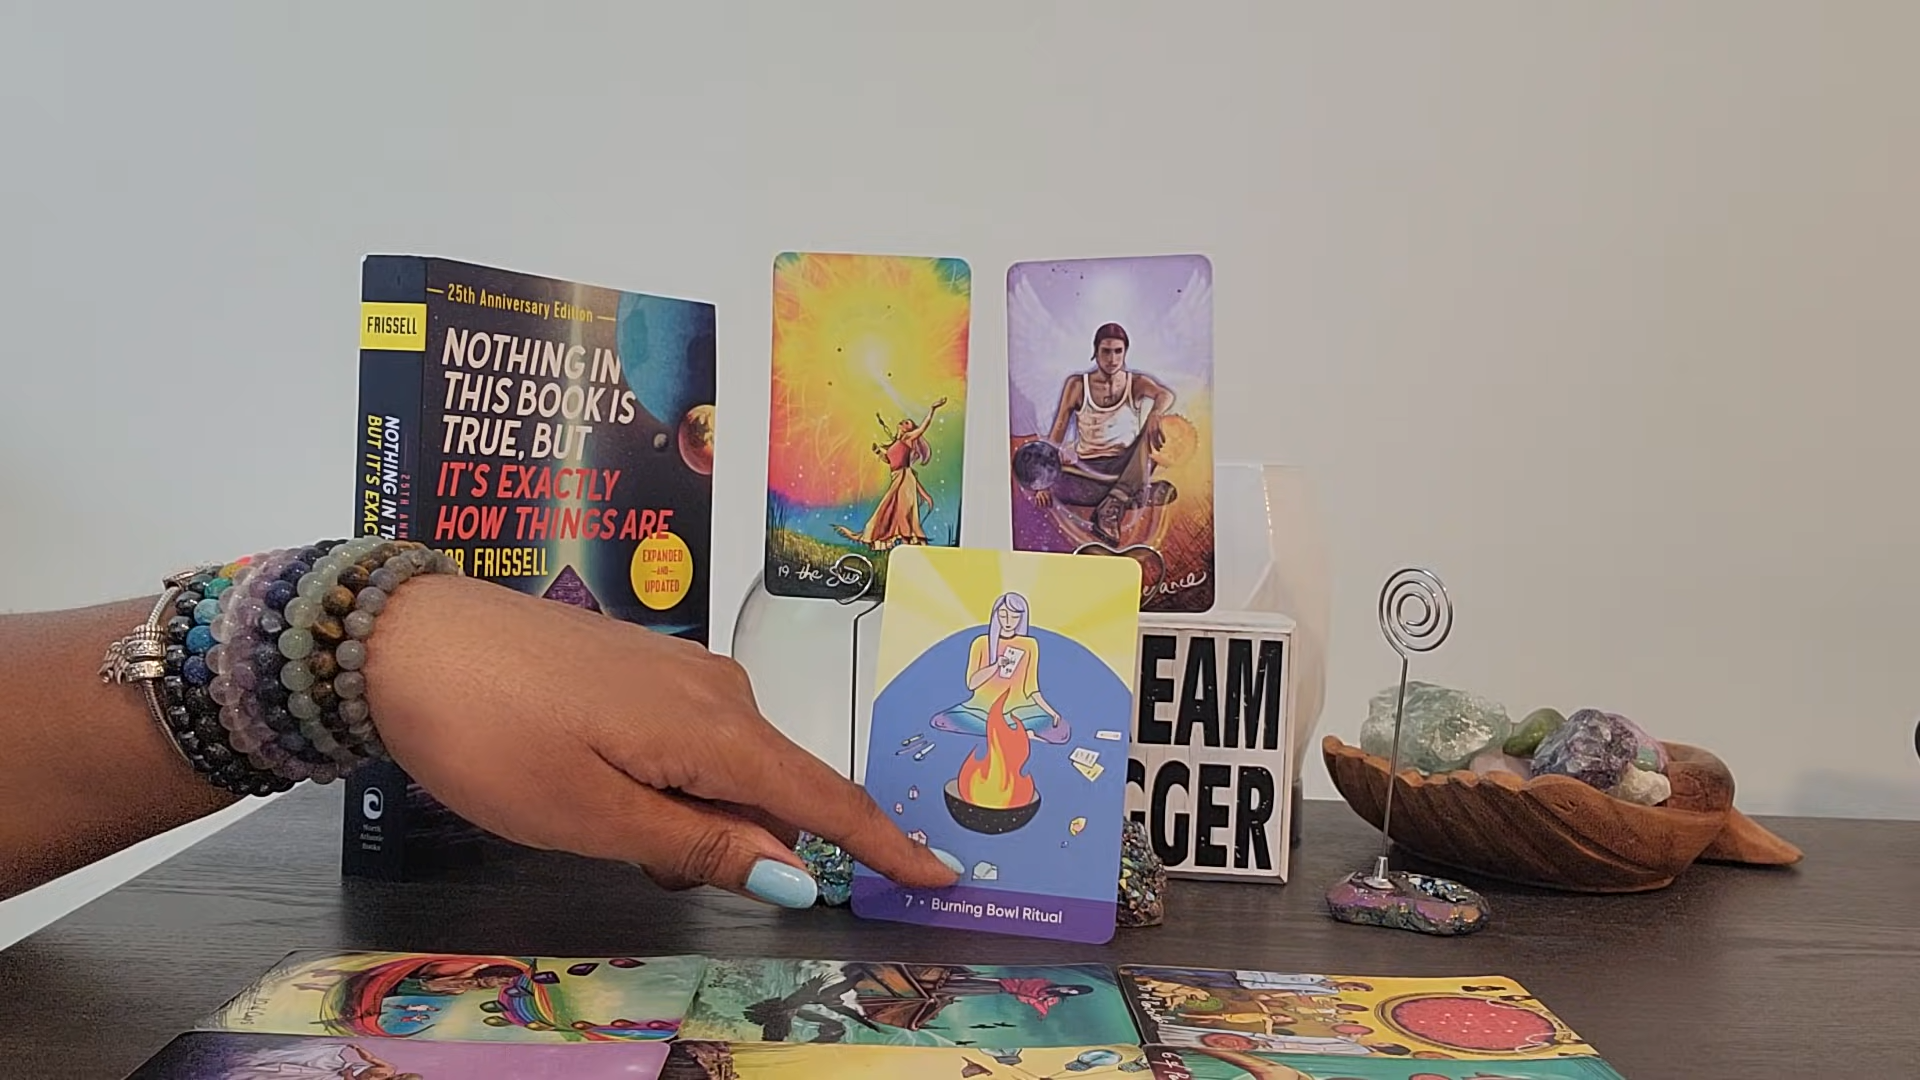 25th Anniversary Edition
FRISSELL
NOTHING IN
THIS BOOK IS
TRUE, BUT
IT'S EXACTLY
HOW THINGS ARE
FRISSELL
EXPANDED
—AND—
UPDATED
NOTHING IN
BUT IT'S EXAC
North
Atlantic
Books
19 the Sun
EAM
GGER
7 • Burning Bowl Ritual